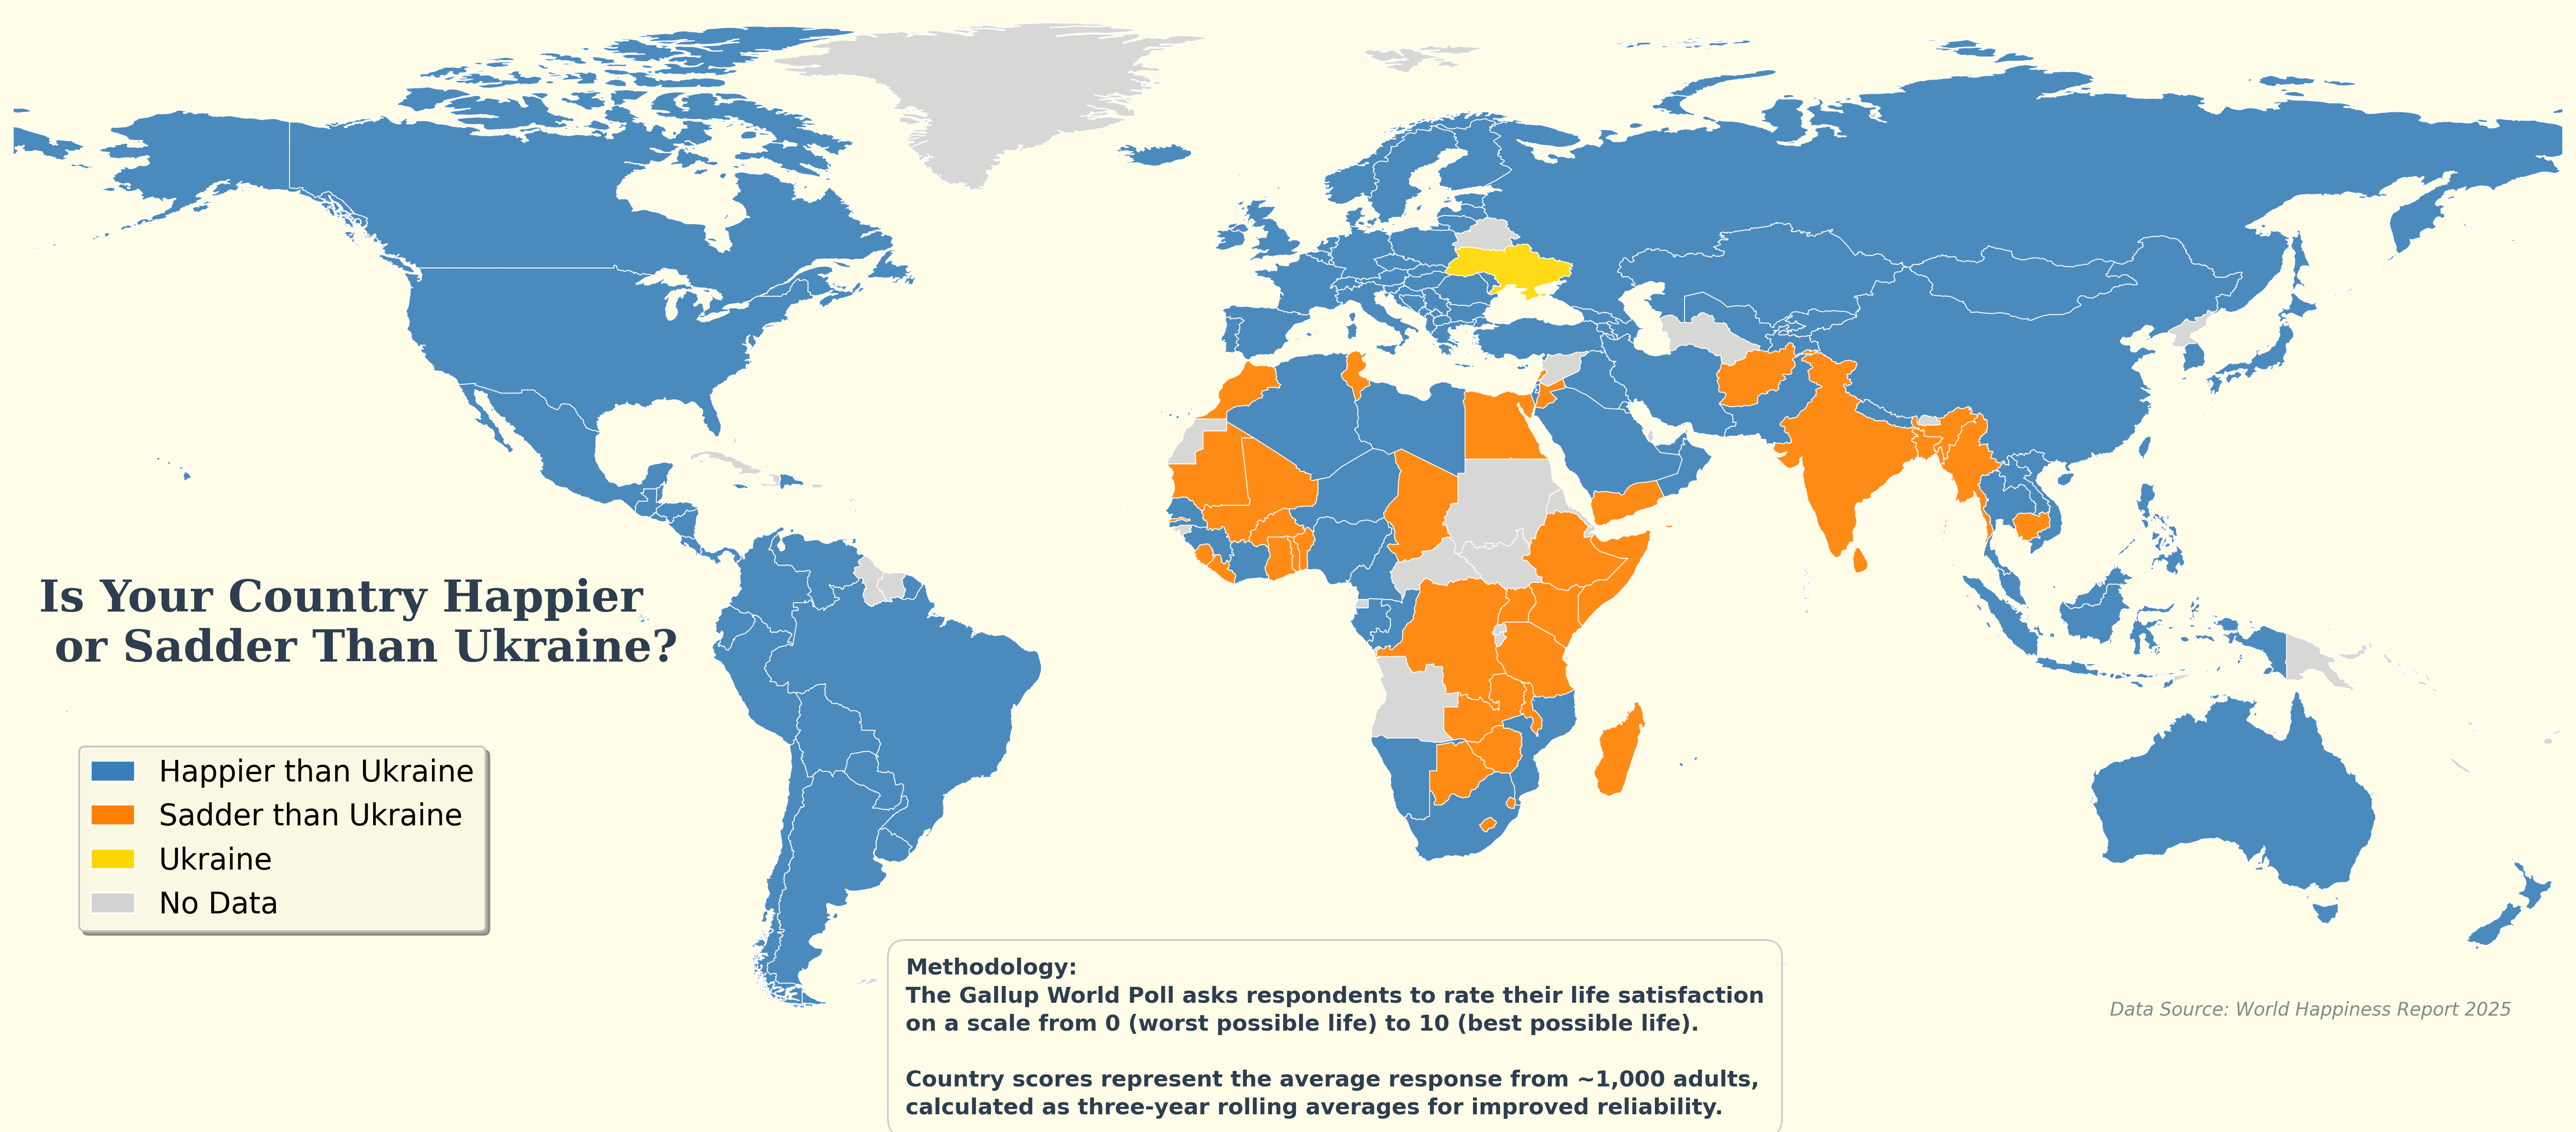 Is Your Country Happier
or Sadder Than Ukraine?
Happier than Ukraine
Sadder than Ukraine
Ukraine
No Data
Methodology:
The Gallup World Poll asks respondents to rate their life satisfaction
on a scale from 0 (worst possible life) to 10 (best possible life).
Country scores represent the average response from ~1,000 adults,
calculated as three-year rolling averages for improved reliability.
Data Source: World Happiness Report 2025